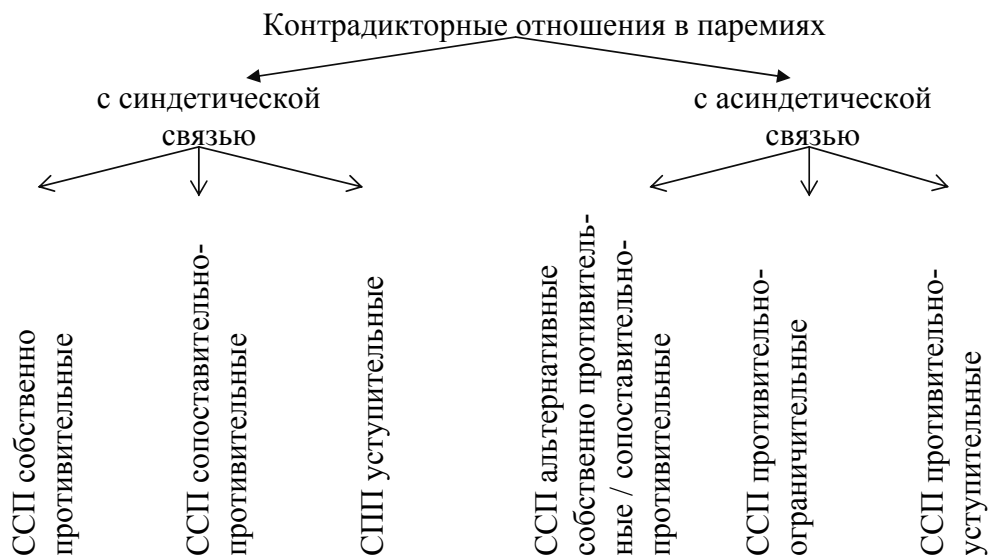 Контрадикторные отношения в паремиях
с синдетической
связью
с асиндетической
связью
ССП собственно
противительные
ССП сопоставительно-
противительные
СПП уступительные
ССП альтернативные
собственно противитель-
ные / сопоставительно-
противительные
ССП противительно-
ограничительные
ССП противительно-
уступительные